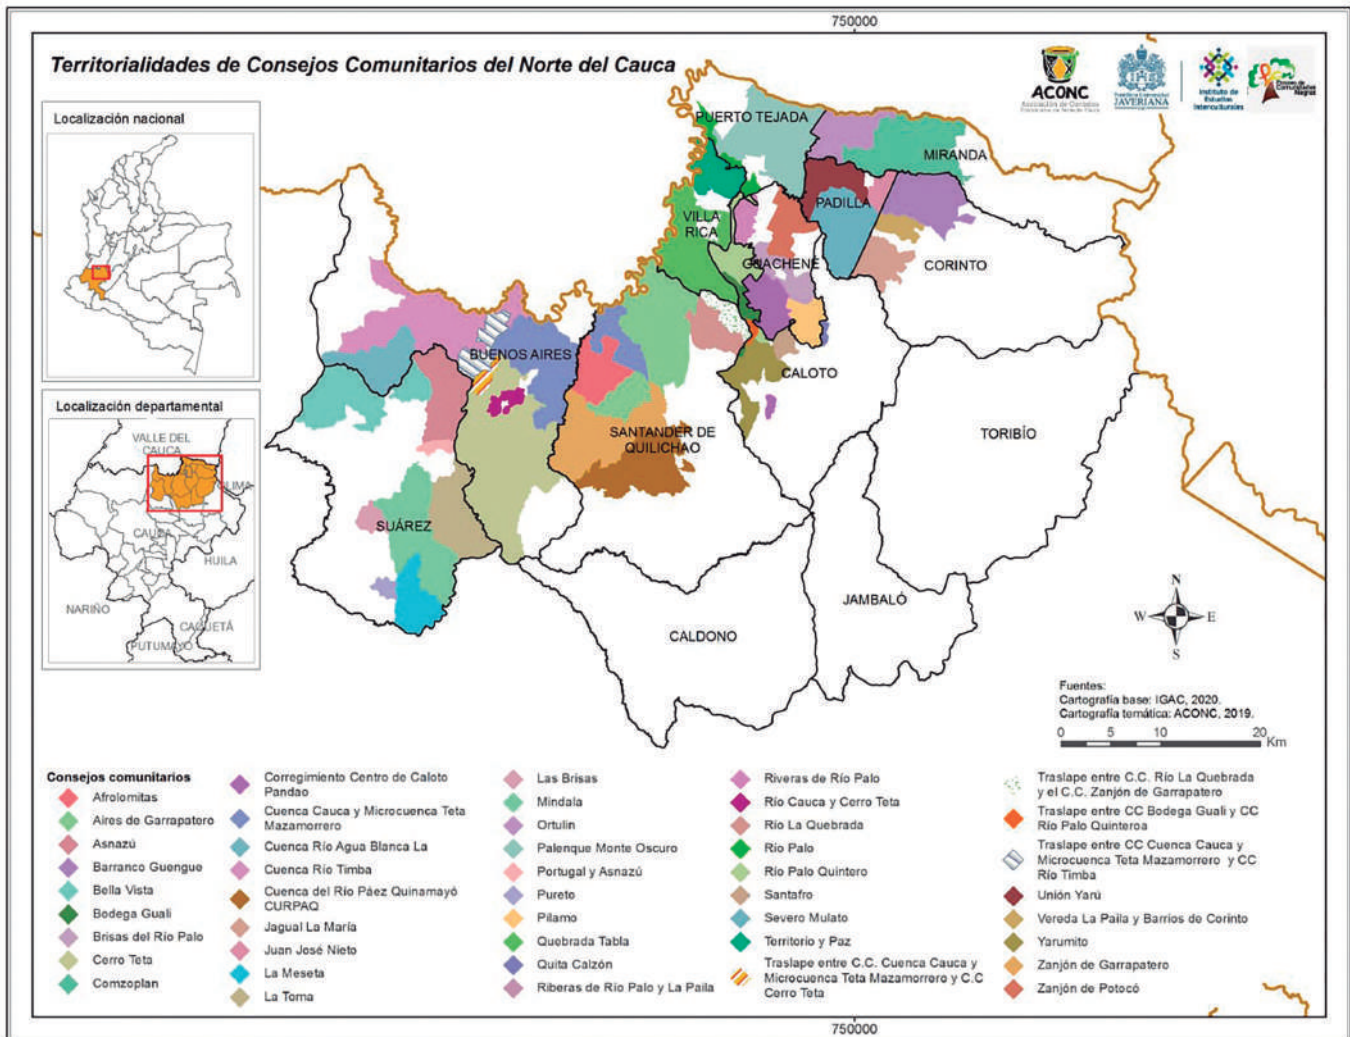 750000
Territorialidades de Consejos Comunitarios del Norte del Cauca
ACONC
JAVERIANA
Instituto de
Estudios
Interculturales
Localización nacional
Localización departamental
VALLE DEL
CAUCA
CAUCA
HUILA
NARIÑO
CAQUETÁ
PUTUMAYO
PUERTO TEJADA
MIRANDA
PADILLA
VILLA
RICA
GUACHENÉ
CORINTO
BUENOS AIRES
CALOTO
TORIBÍO
SANTANDER DE
QUILICHAO
SUÁREZ
JAMBALÓ
CALDONO
N
W
E
S
Fuentes:
Cartografía base: IGAC, 2020.
Cartografía temática: ACONC, 2019.
0 5 10 20
Km
Consejos comunitarios
Afrolomitas
Aires de Garrapatero
Asnazú
Barranco Guengue
Bella Vista
Bodega Guali
Brisas del Río Palo
Cerro Teta
Comzoplan
Corregimiento Centro de Caloto
Pandao
Cuenca Cauca y Microcuenca Teta
Mazamorrero
Cuenca Río Agua Blanca La
Cuenca Río Timba
Cuenca del Río Páez Quinamayó
CURPAQ
Jagual La María
Juan José Nieto
La Meseta
La Toma
Las Brisas
Mindala
Ortulin
Palenque Monte Oscuro
Portugal y Asnazú
Pureto
Pilamo
Quebrada Tabla
Quita Calzón
Riberas de Río Palo y La Paila
Riveras de Río Palo
Río Cauca y Cerro Teta
Río La Quebrada
Río Palo
Río Palo Quintero
Santafro
Severo Mulato
Territorio y Paz
Traslape entre C.C. Cuenca Cauca y
Microcuenca Teta Mazamorrero y C.C
Cerro Teta
Traslape entre C.C. Río La Quebrada
y el C.C. Zanjón de Garrapatero
Traslape entre CC Bodega Guali y CC
Río Palo Quinteroa
Traslape entre CC Cuenca Cauca y
Microcuenca Teta Mazamorrero y CC
Río Timba
Unión Yarú
Vereda La Paila y Barrios de Corinto
Yarumito
Zanjón de Garrapatero
Zanjón de Potocó
750000